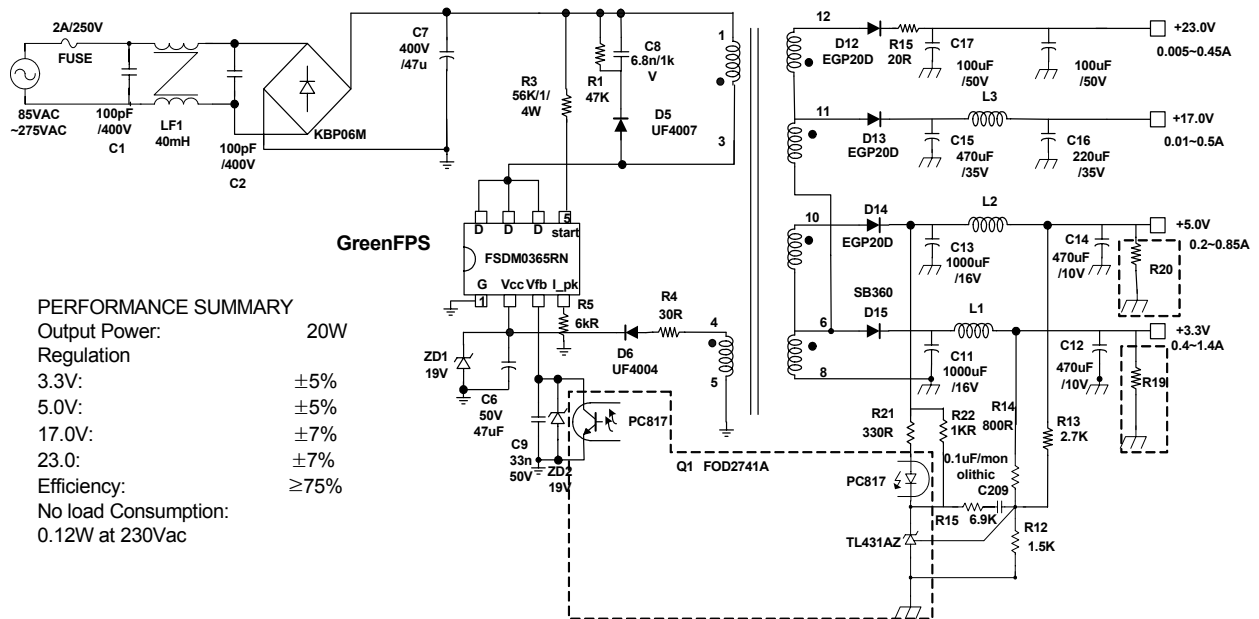 2A/250V
FUSE
85VAC
~275VAC
100pF
/400V
C1
LF1
40mH
100pF
/400V
C2
KBP06M
C7
400V
/47u
R3
56K/1/
4W
R1
47K
C8
6.8n/1k
V
D5
UF4007
1
3
12
D12
EGP20D
R15
20R
C17
100uF
/50V
100uF
/50V
+23.0V
0.005~0.45A
11
D13
EGP20D
C15
470uF
/35V
L3
C16
220uF
/35V
+17.0V
0.01~0.5A
10
D14
EGP20D
C13
1000uF
/16V
L2
C14
470uF
/10V
R20
+5.0V
0.2~0.85A
6
8
SB360
D15
C11
1000uF
/16V
L1
C12
470uF
/10V
R19
+3.3V
0.4~1.4A
GreenFPS
D D D 5
start
FSDM0365RN
G Vcc Vfb I_pk
1
R5
6kR
R4
30R
4
5
D6
UF4004
ZD1
19V
C6
50V
47uF
C9
33n
50V
ZD2
19V
PC817
Q1 FOD2741A
R21
330R
R22
1KR
R14
800R
R13
2.7K
0.1uF/mon
olithic
C209
PC817
R15
6.9K
R12
1.5K
TL431AZ
PERFORMANCE SUMMARY
Output Power: 20W
Regulation
3.3V: ±5%
5.0V: ±5%
17.0V: ±7%
23.0: ±7%
Efficiency: ≥75%
No load Consumption:
0.12W at 230Vac